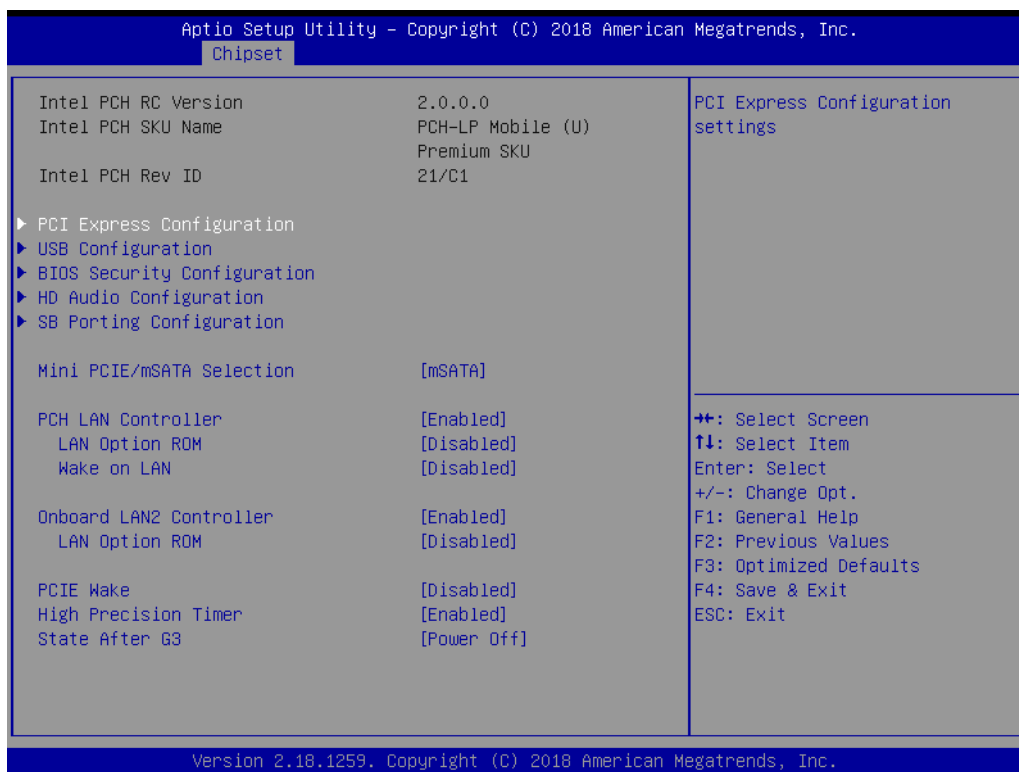 Aptio Setup Utility – Copyright (C) 2018 American Megatrends, Inc.
Chipset
Intel PCH RC Version 2.0.0.0
Intel PCH SKU Name PCH-LP Mobile (U)
Premium SKU
Intel PCH Rev ID 21/C1
PCI Express Configuration
USB Configuration
BIOS Security Configuration
HD Audio Configuration
SB Porting Configuration
Mini PCIE/mSATA Selection [mSATA]
PCH LAN Controller [Enabled]
LAN Option ROM [Disabled]
Wake on LAN [Disabled]
Onboard LAN2 Controller [Enabled]
LAN Option ROM [Disabled]
PCIE Wake [Disabled]
High Precision Timer [Enabled]
State After G3 [Power Off]
PCI Express Configuration
settings
→←: Select Screen
↑↓: Select Item
Enter: Select
+/-: Change Opt.
F1: General Help
F2: Previous Values
F3: Optimized Defaults
F4: Save & Exit
ESC: Exit
Version 2.18.1259. Copyright (C) 2018 American Megatrends, Inc.